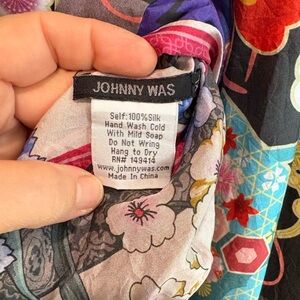 JOHNNY WAS
Self:100%Silk
Hand Wash Cold
With Mild Soap
Do Not Wring
Hang to Dry
RN# 149414
www.johnnywas.com
Made In China